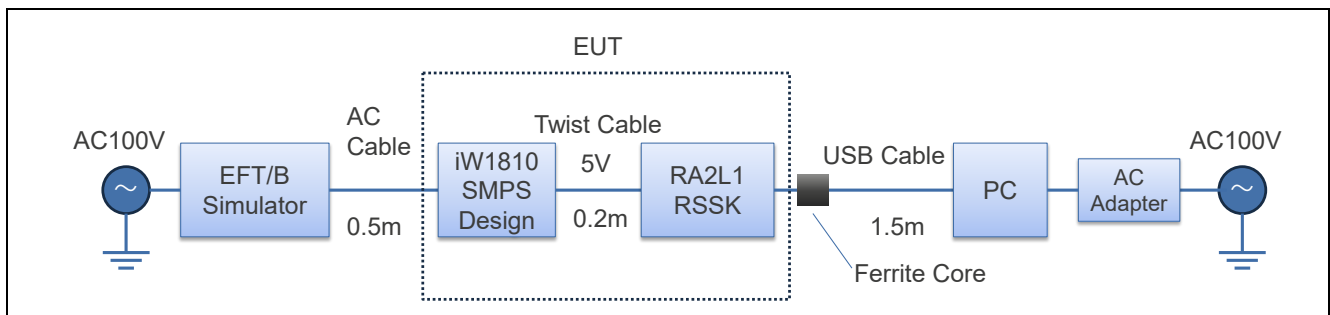 EUT
AC100V
AC
Cable
0.5m
EFT/B
Simulator
iW1810
SMPS
Design
Twist Cable
5V
0.2m
RA2L1
RSSK
USB Cable
1.5m
Ferrite Core
PC
AC
Adapter
AC100V